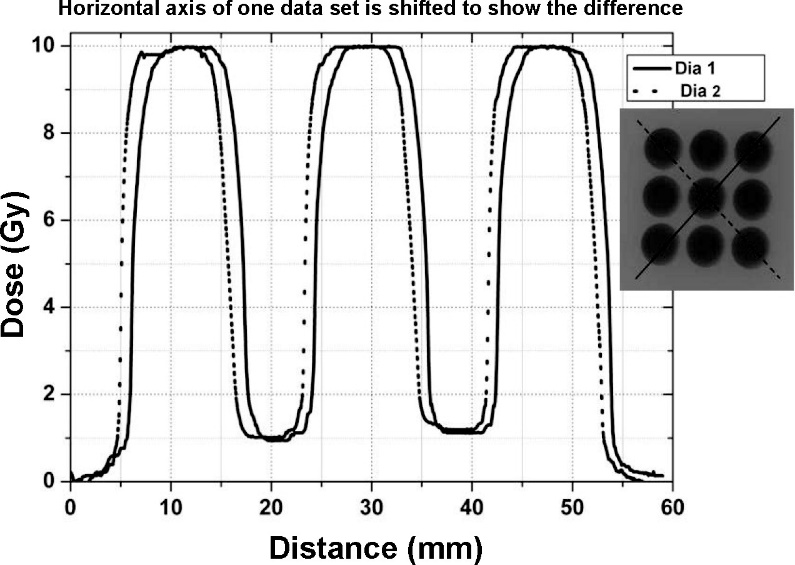 Horizontal axis of one data set is shifted to show the difference
10
8
6
4
2
0
Dose (Gy)
0 10 20 30 40 50 60
Distance (mm)
Dia 1
Dia 2